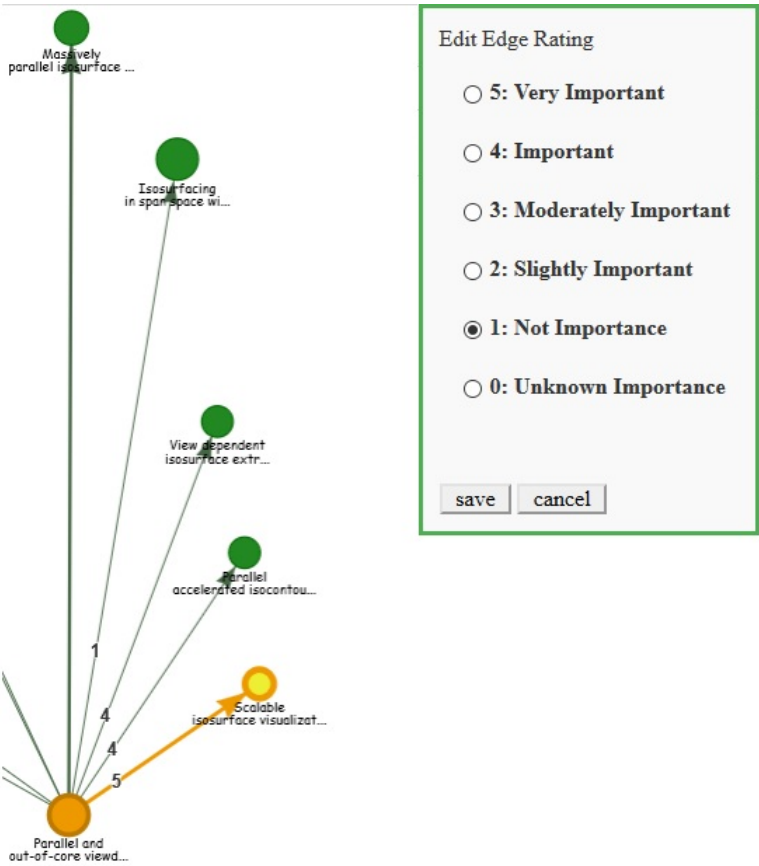 Massively
parallel isosurface ...
Isosurfacing
in span space wi...
View dependent
isosurface extr...
Parallel
accelerated isocontou...
1
4
4
Scalable
isosurface visualizat...
5
Parallel and
out-of-core viewd...
Edit Edge Rating
5: Very Important
4: Important
3: Moderately Important
2: Slightly Important
1: Not Importance
0: Unknown Importance
save cancel